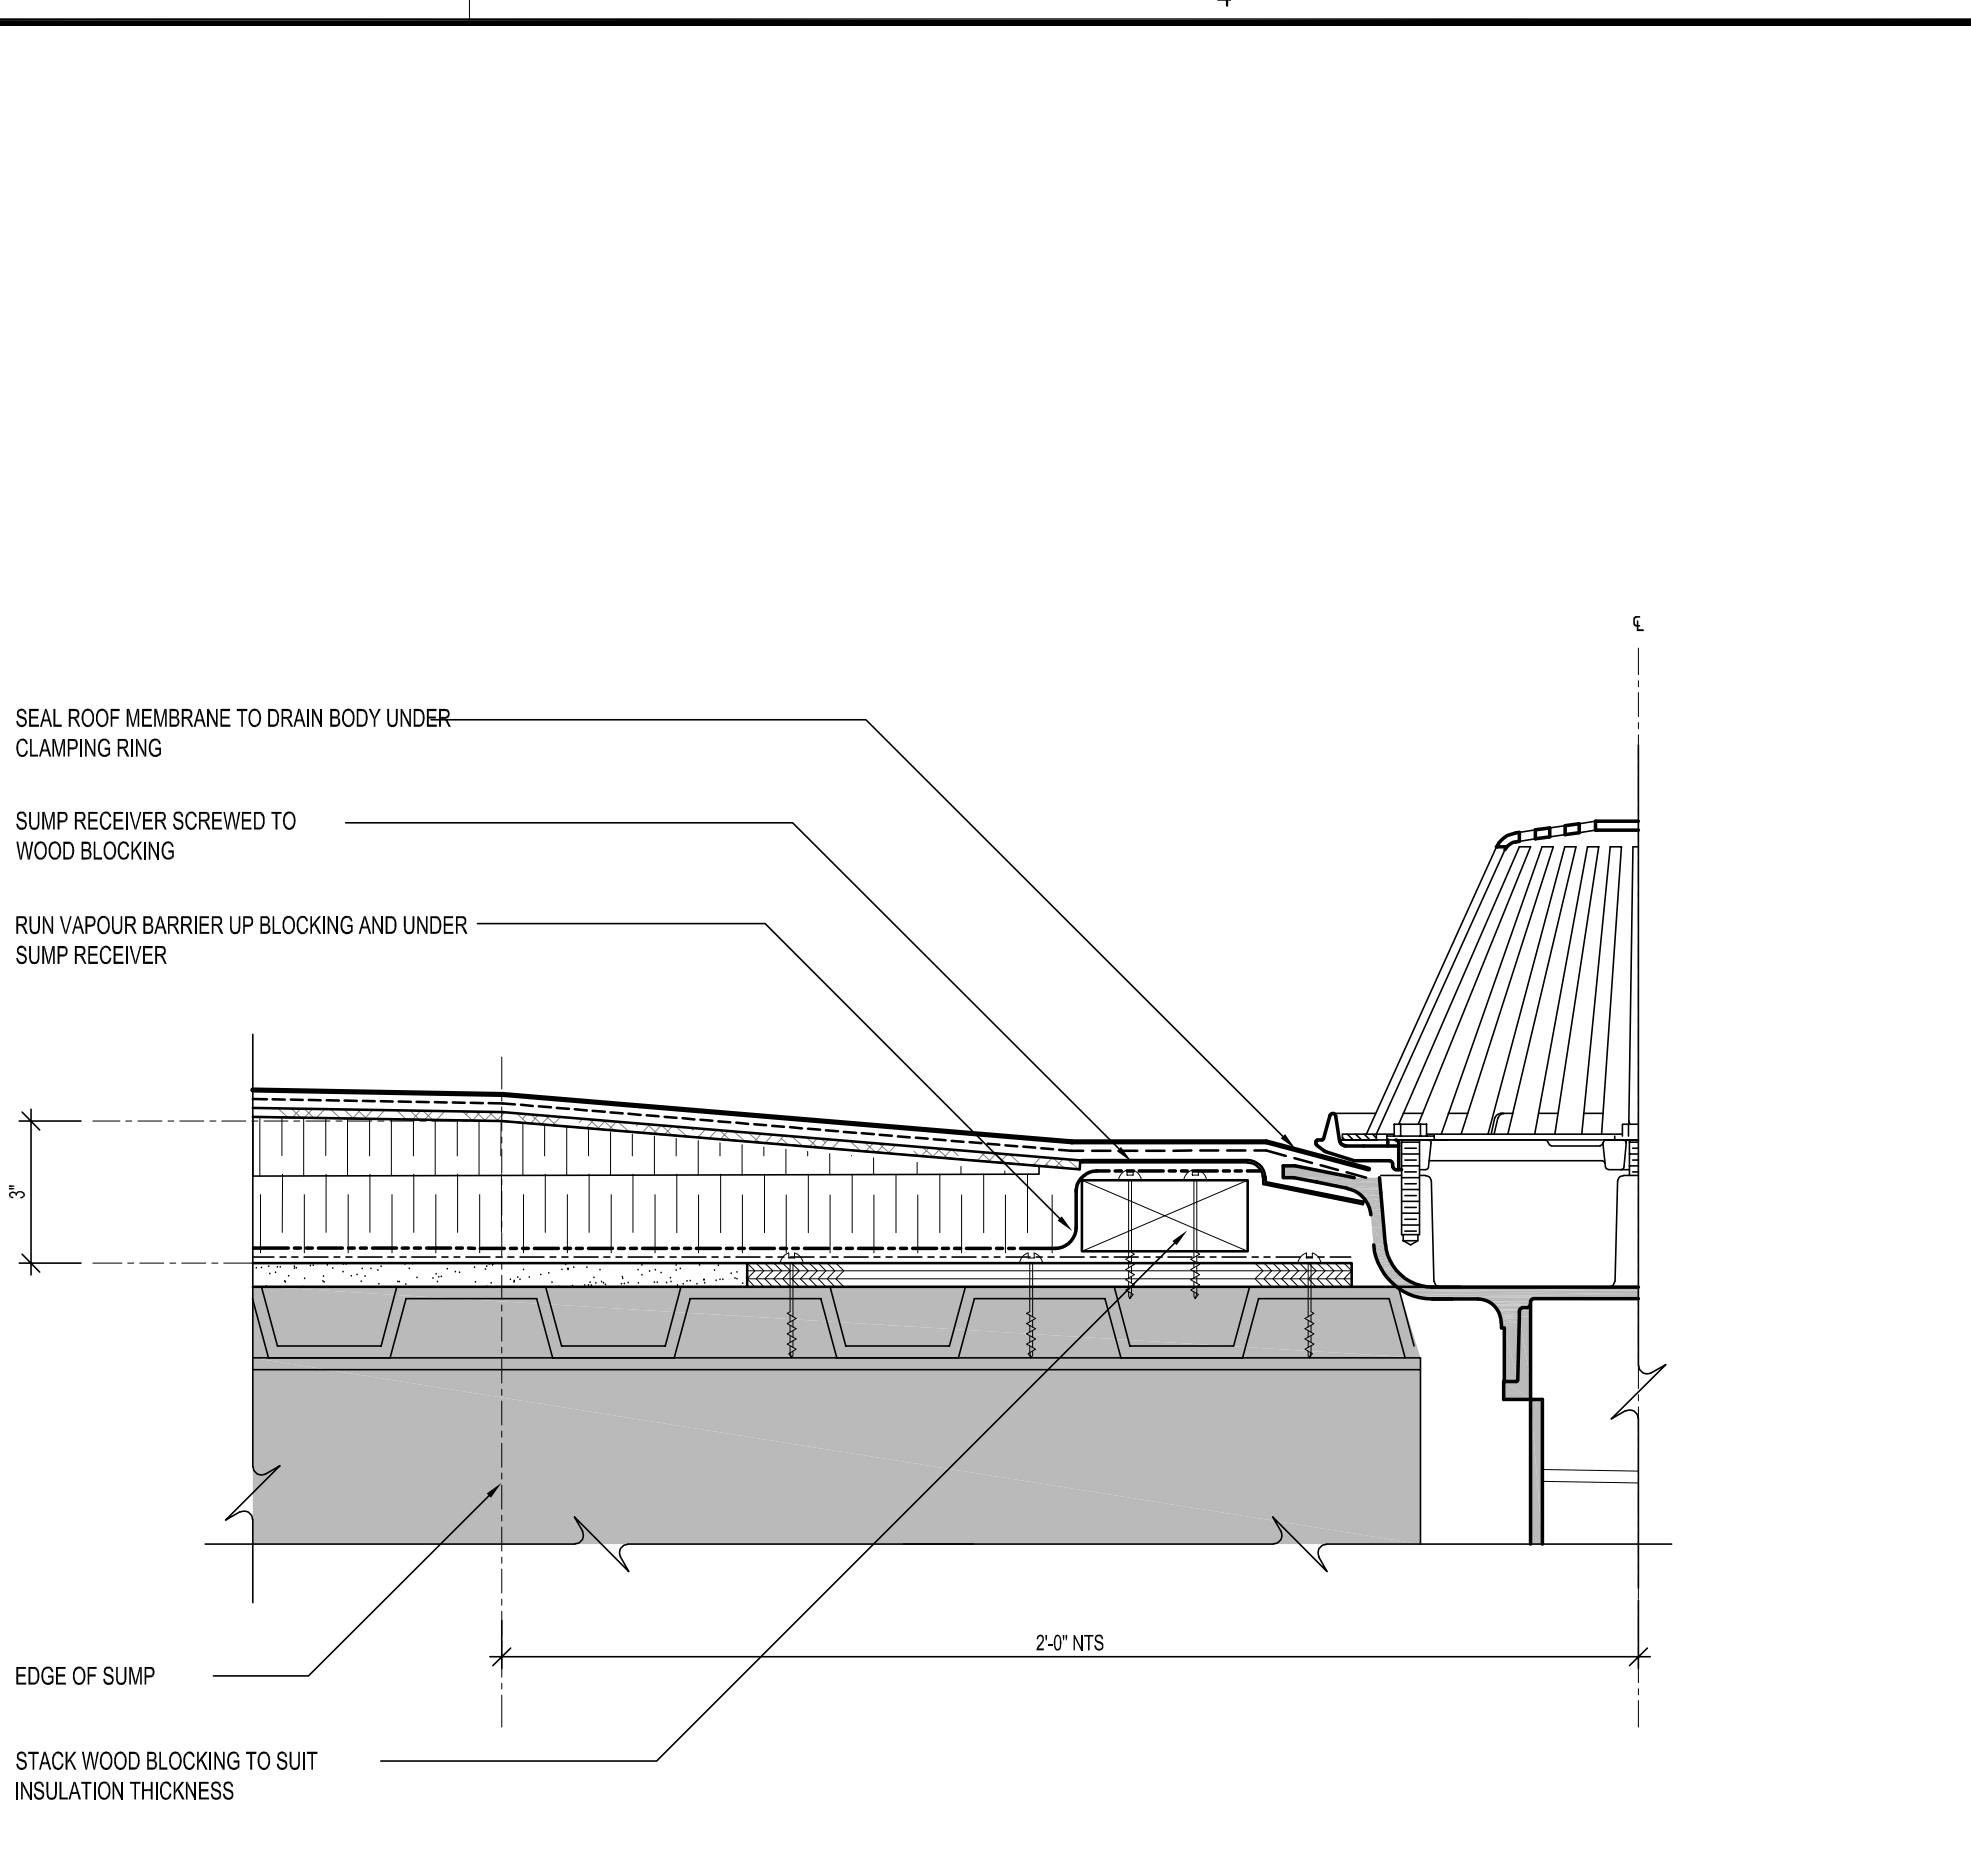 ℄
SEAL ROOF MEMBRANE TO DRAIN BODY UNDER
CLAMPING RING
SUMP RECEIVER SCREWED TO
WOOD BLOCKING
RUN VAPOUR BARRIER UP BLOCKING AND UNDER
SUMP RECEIVER
3"
2'-0" NTS
EDGE OF SUMP
STACK WOOD BLOCKING TO SUIT
INSULATION THICKNESS